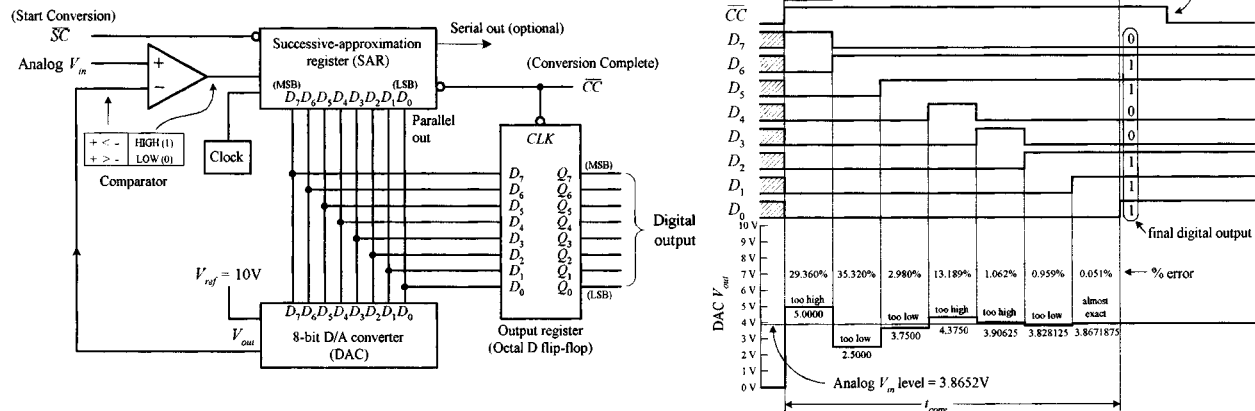 (Start Conversion)
SC
Analog Vin
+
−
Successive-approximation
register (SAR)
(MSB)
(LSB)
D7 D6 D5 D4 D3 D2 D1 D0
Serial out (optional)
(Conversion Complete)
CC
Parallel
out
+ < -
HIGH (1)
+ > -
LOW (0)
Comparator
Clock
CLK
D7
Q7
(MSB)
D6
Q6
D5
Q5
D4
Q4
D3
Q3
D2
Q2
D1
Q1
D0
Q0
(LSB)
Digital
output
Output register
(Octal D flip-flop)
Vref = 10V
Vout
D7 D6 D5 D4 D3 D2 D1 D0
8-bit D/A converter
(DAC)
CC
D7
0
D6
1
D5
1
D4
0
D3
0
D2
1
D1
1
D0
1
final digital output
DAC Vout
10 V
9 V
8 V
7 V
6 V
5 V
4 V
3 V
2 V
1 V
0 V
29.360%
35.320%
2.980%
13.189%
1.062%
0.959%
0.051%
% error
too high
5.0000
too low
2.5000
too low
3.7500
too high
4.3750
too high
3.90625
too low
3.828125
almost
exact
3.8671875
Analog Vin level = 3.8652V
tconv